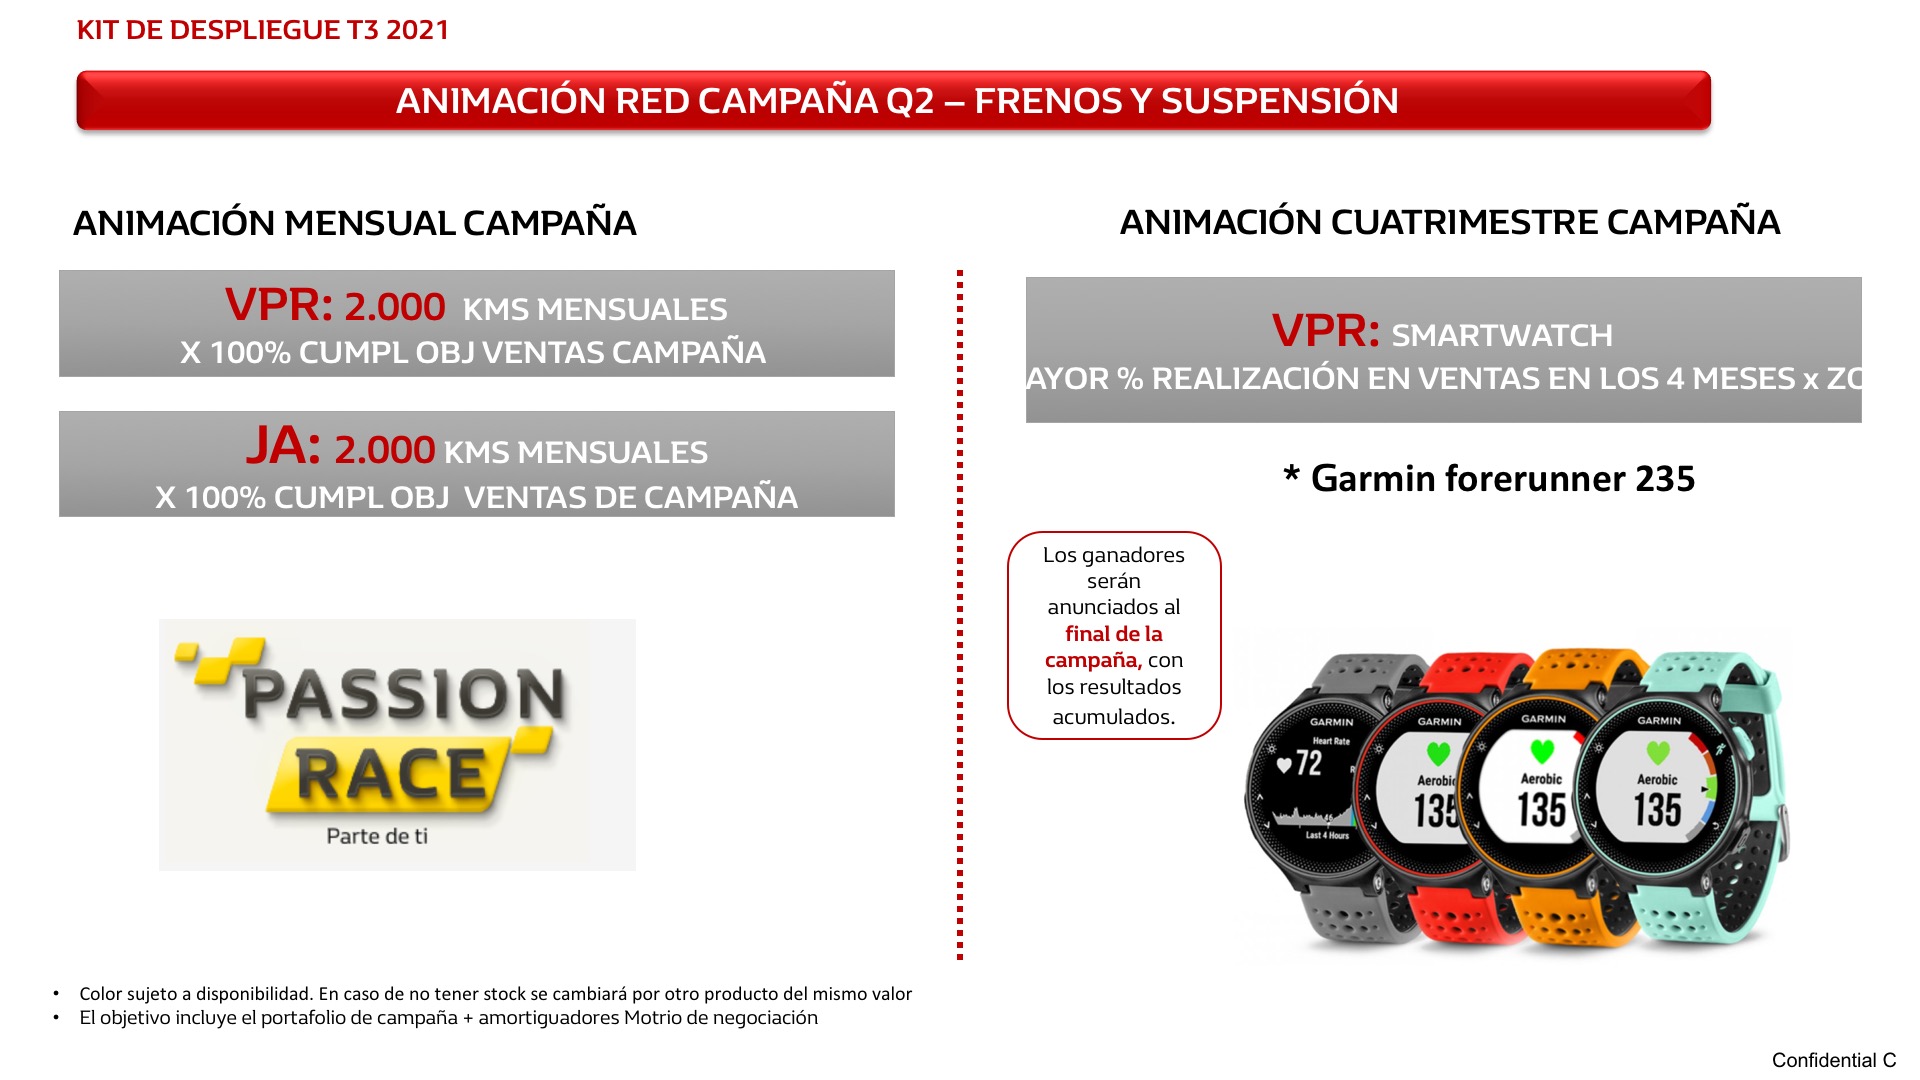 KIT DE DESPLIEGUE T3 2021
ANIMACIÓN RED CAMPAÑA Q2 – FRENOS Y SUSPENSIÓN
ANIMACIÓN MENSUAL CAMPAÑA
VPR: 2.000 KMS MENSUALES
X 100% CUMPL OBJ VENTAS CAMPAÑA
JA: 2.000 KMS MENSUALES
X 100% CUMPL OBJ VENTAS DE CAMPAÑA
PASSION
RACE
Parte de ti
ANIMACIÓN CUATRIMESTRE CAMPAÑA
VPR: SMARTWATCH
AYOR % REALIZACIÓN EN VENTAS EN LOS 4 MESES x ZO
* Garmin forerunner 235
Los ganadores
serán
anunciados al
final de la
campaña, con
los resultados
acumulados.
GARMIN
Heart Rate
72
Last 4 Hours
GARMIN
Aerobic
135
GARMIN
Aerobic
135
GARMIN
Aerobic
135
• Color sujeto a disponibilidad. En caso de no tener stock se cambiará por otro producto del mismo valor
• El objetivo incluye el portafolio de campaña + amortiguadores Motrio de negociación
Confidential C